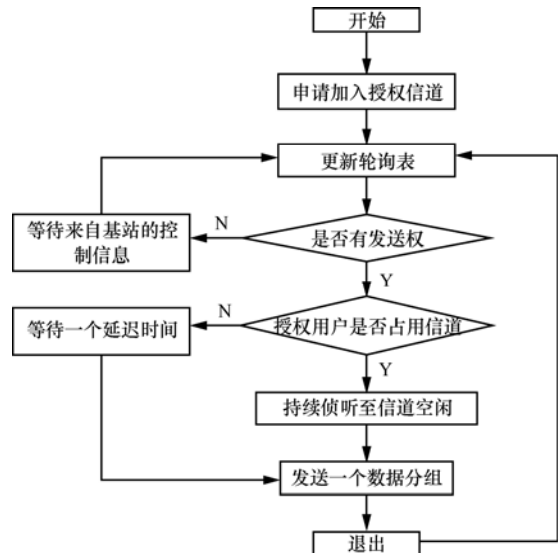 开始
申请加入授权信道
更新轮询表
等待来自基站的控
制信息
N
是否有发送权
Y
等待一个延迟时间
N
授权用户是否占用信道
Y
持续侦听至信道空闲
发送一个数据分组
退出